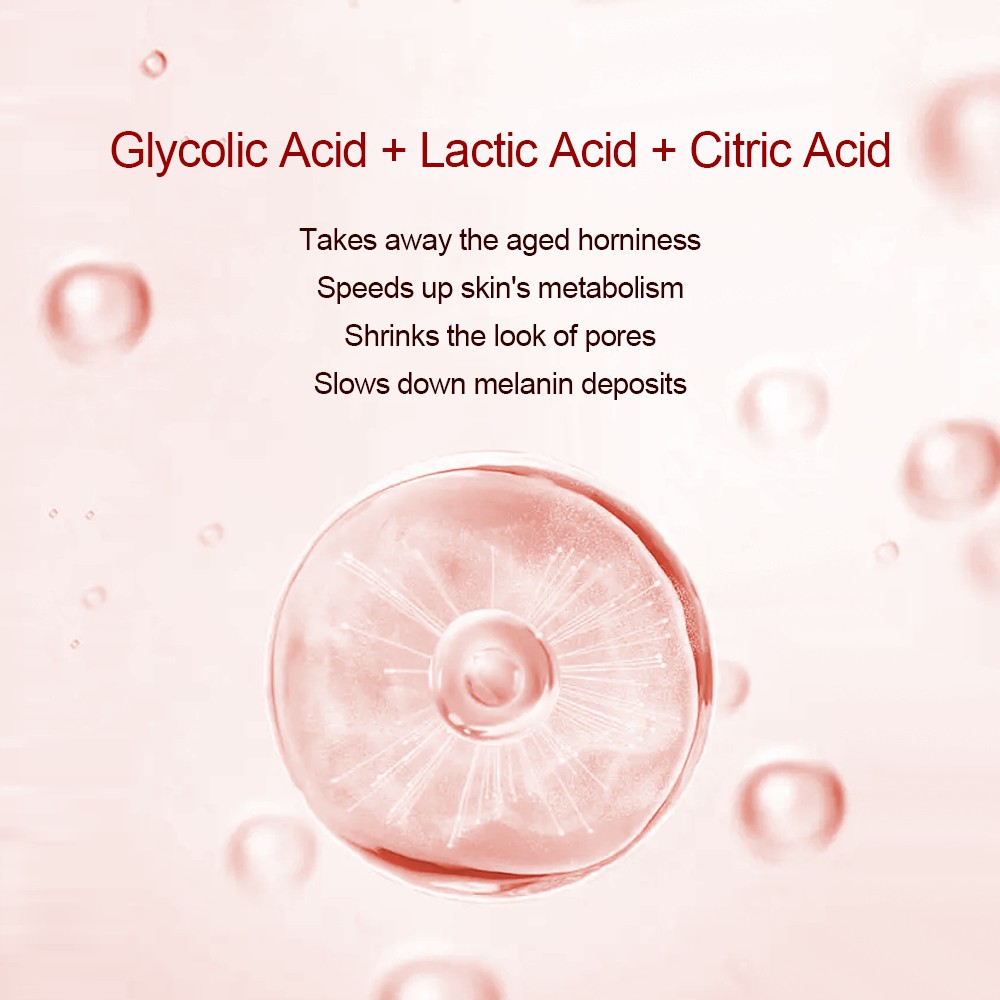 Glycolic Acid + Lactic Acid + Citric Acid
Takes away the aged horniness
Speeds up skin's metabolism
Shrinks the look of pores
Slows down melanin deposits